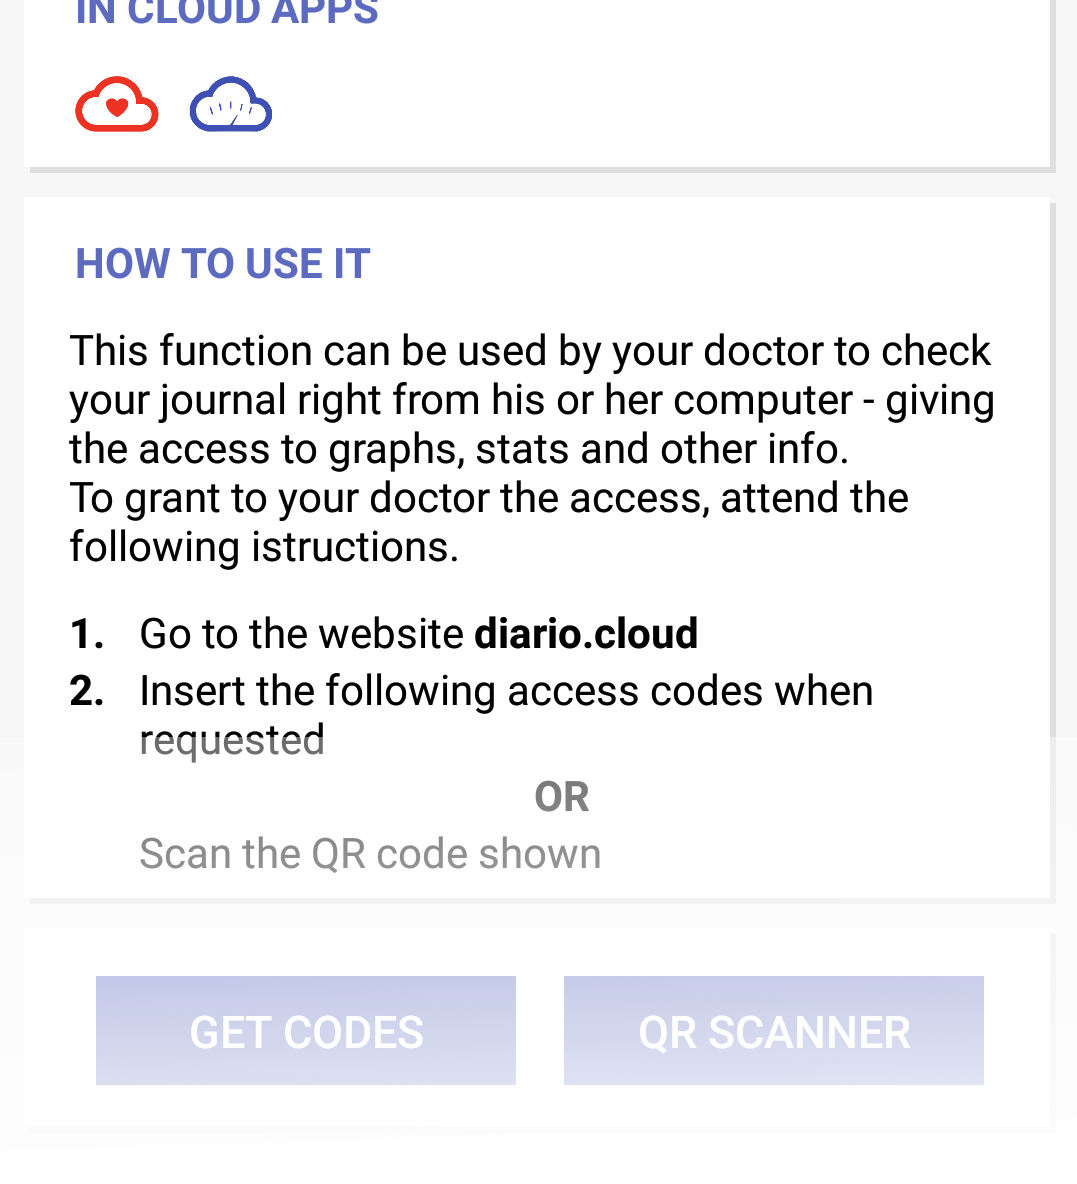 IN CLOUD APPS
HOW TO USE IT
This function can be used by your doctor to check
your journal right from his or her computer - giving
the access to graphs, stats and other info.
To grant to your doctor the access, attend the
following istructions.
1. Go to the website diario.cloud
2. Insert the following access codes when
requested
OR
Scan the QR code shown
GET CODES
QR SCANNER